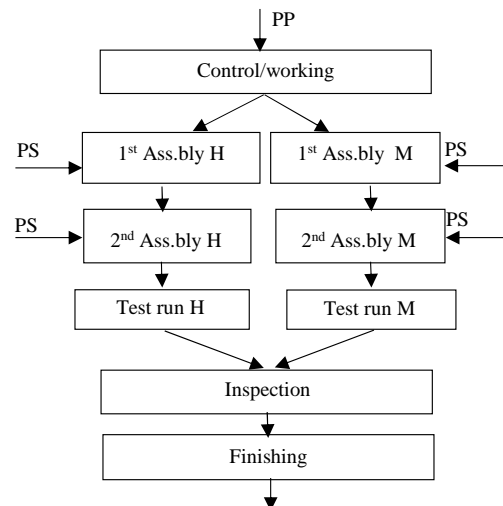 PP
Control/working
PS
1st Ass.bly H
1st Ass.bly M
PS
PS
2nd Ass.bly H
2nd Ass.bly M
PS
Test run H
Test run M
Inspection
Finishing